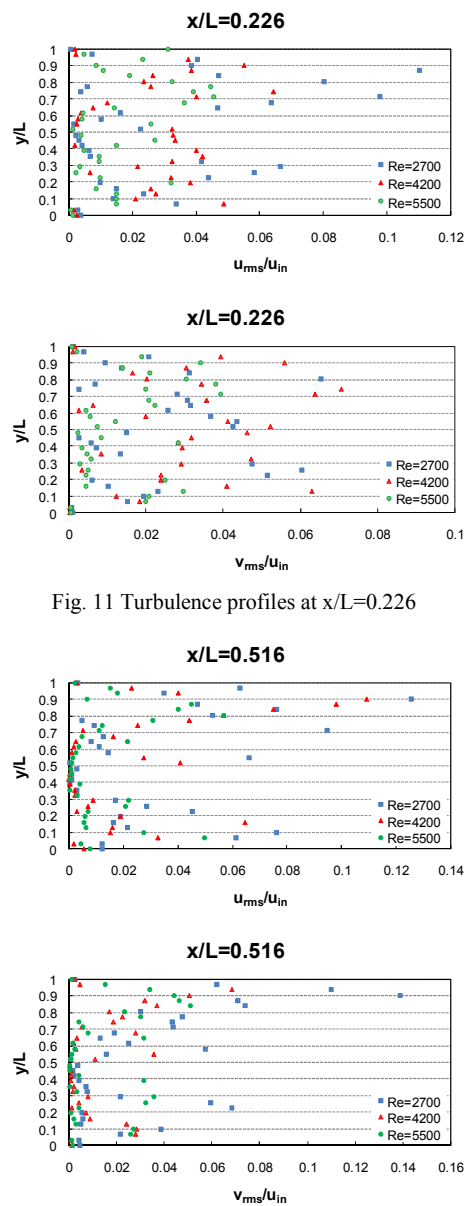 x/L=0.226
y/L
1
0.9
0.8
0.7
0.6
0.5
0.4
0.3
0.2
0.1
0
Re=2700
Re=4200
Re=5500
0 0.02 0.04 0.06 0.08 0.1 0.12
u_rms/u_in
x/L=0.226
y/L
1
0.9
0.8
0.7
0.6
0.5
0.4
0.3
0.2
0.1
0
Re=2700
Re=4200
Re=5500
0 0.02 0.04 0.06 0.08 0.1
v_rms/u_in
Fig. 11 Turbulence profiles at x/L=0.226
x/L=0.516
y/L
1
0.9
0.8
0.7
0.6
0.5
0.4
0.3
0.2
0.1
0
Re=2700
Re=4200
Re=5500
0 0.02 0.04 0.06 0.08 0.1 0.12 0.14
u_rms/u_in
x/L=0.516
y/L
1
0.9
0.8
0.7
0.6
0.5
0.4
0.3
0.2
0.1
0
Re=2700
Re=4200
Re=5500
0 0.02 0.04 0.06 0.08 0.1 0.12 0.14 0.16
v_rms/u_in